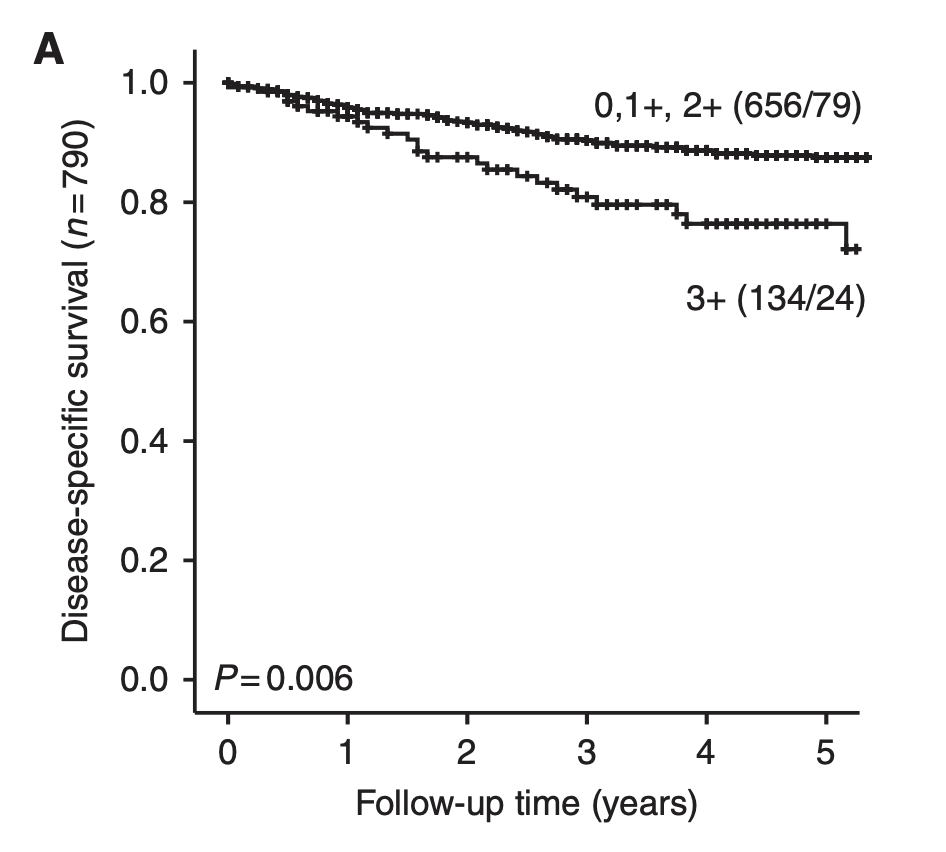 A
Disease-specific survival (n = 790)
1.0
0.8
0.6
0.4
0.2
0.0
0,1+, 2+ (656/79)
3+ (134/24)
P = 0.006
0 1 2 3 4 5
Follow-up time (years)